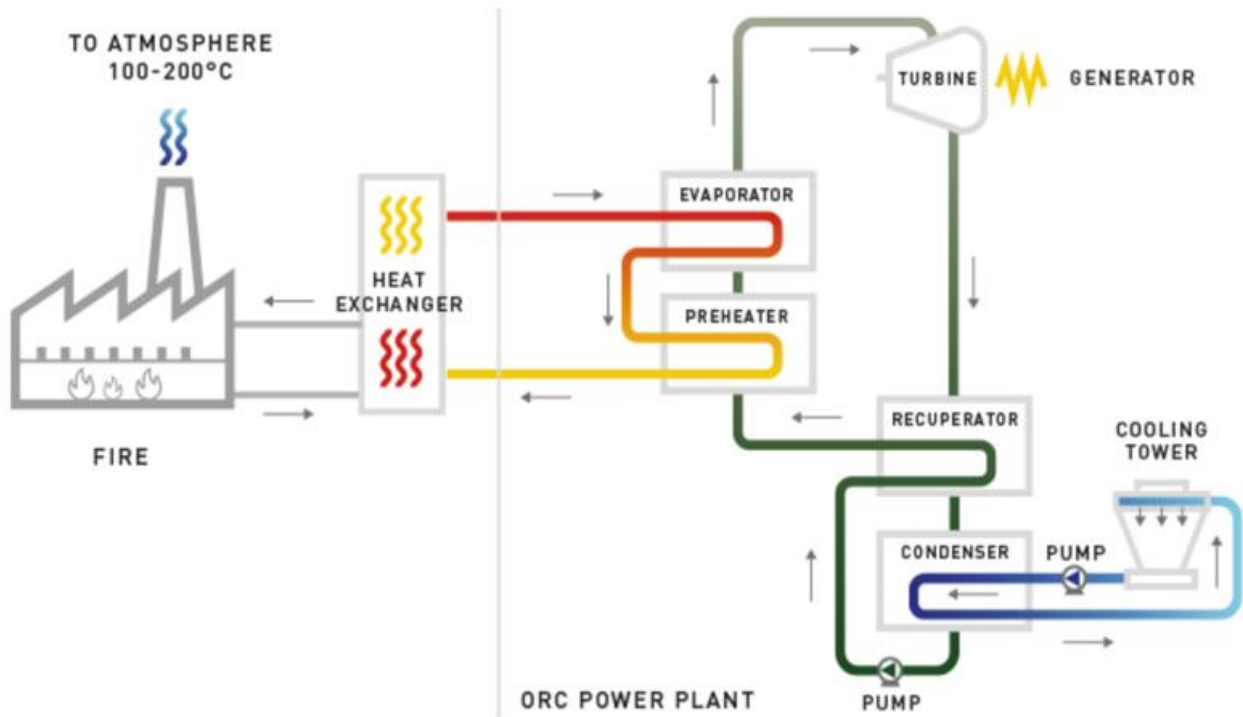 TO ATMOSPHERE
100-200°C
TURBINE
GENERATOR
EVAPORATOR
HEAT
EXCHANGER
PREHEATER
FIRE
RECUPERATOR
COOLING
TOWER
CONDENSER
PUMP
PUMP
ORC POWER PLANT